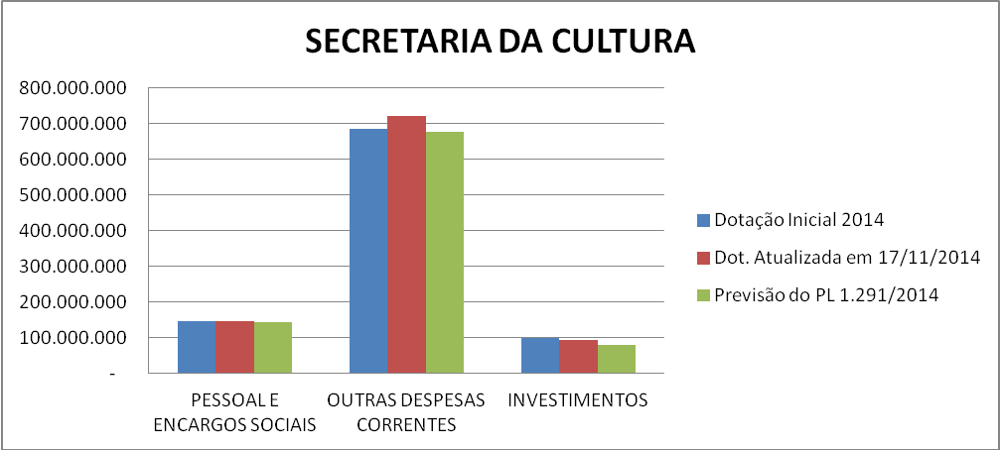 SECRETARIA DA CULTURA
800.000.000
700.000.000
600.000.000
500.000.000
400.000.000
300.000.000
200.000.000
100.000.000
-
PESSOAL E
ENCARGOS SOCIAIS
OUTRAS DESPESAS
CORRENTES
INVESTIMENTOS
Dotação Inicial 2014
Dot. Atualizada em 17/11/2014
Previsão do PL 1.291/2014